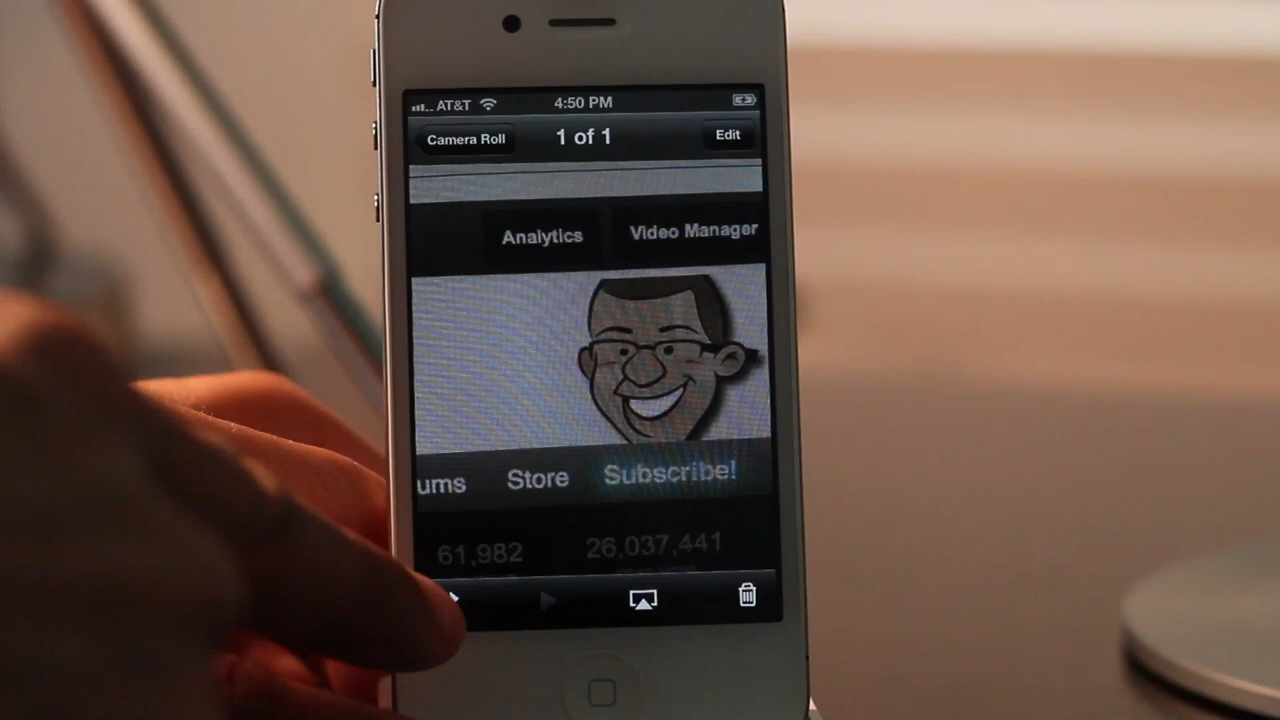 AT&T 4:50 PM
Camera Roll 1 of 1 Edit
Analytics Video Manager
ums Store Subscribe!
61,982 26,037,441